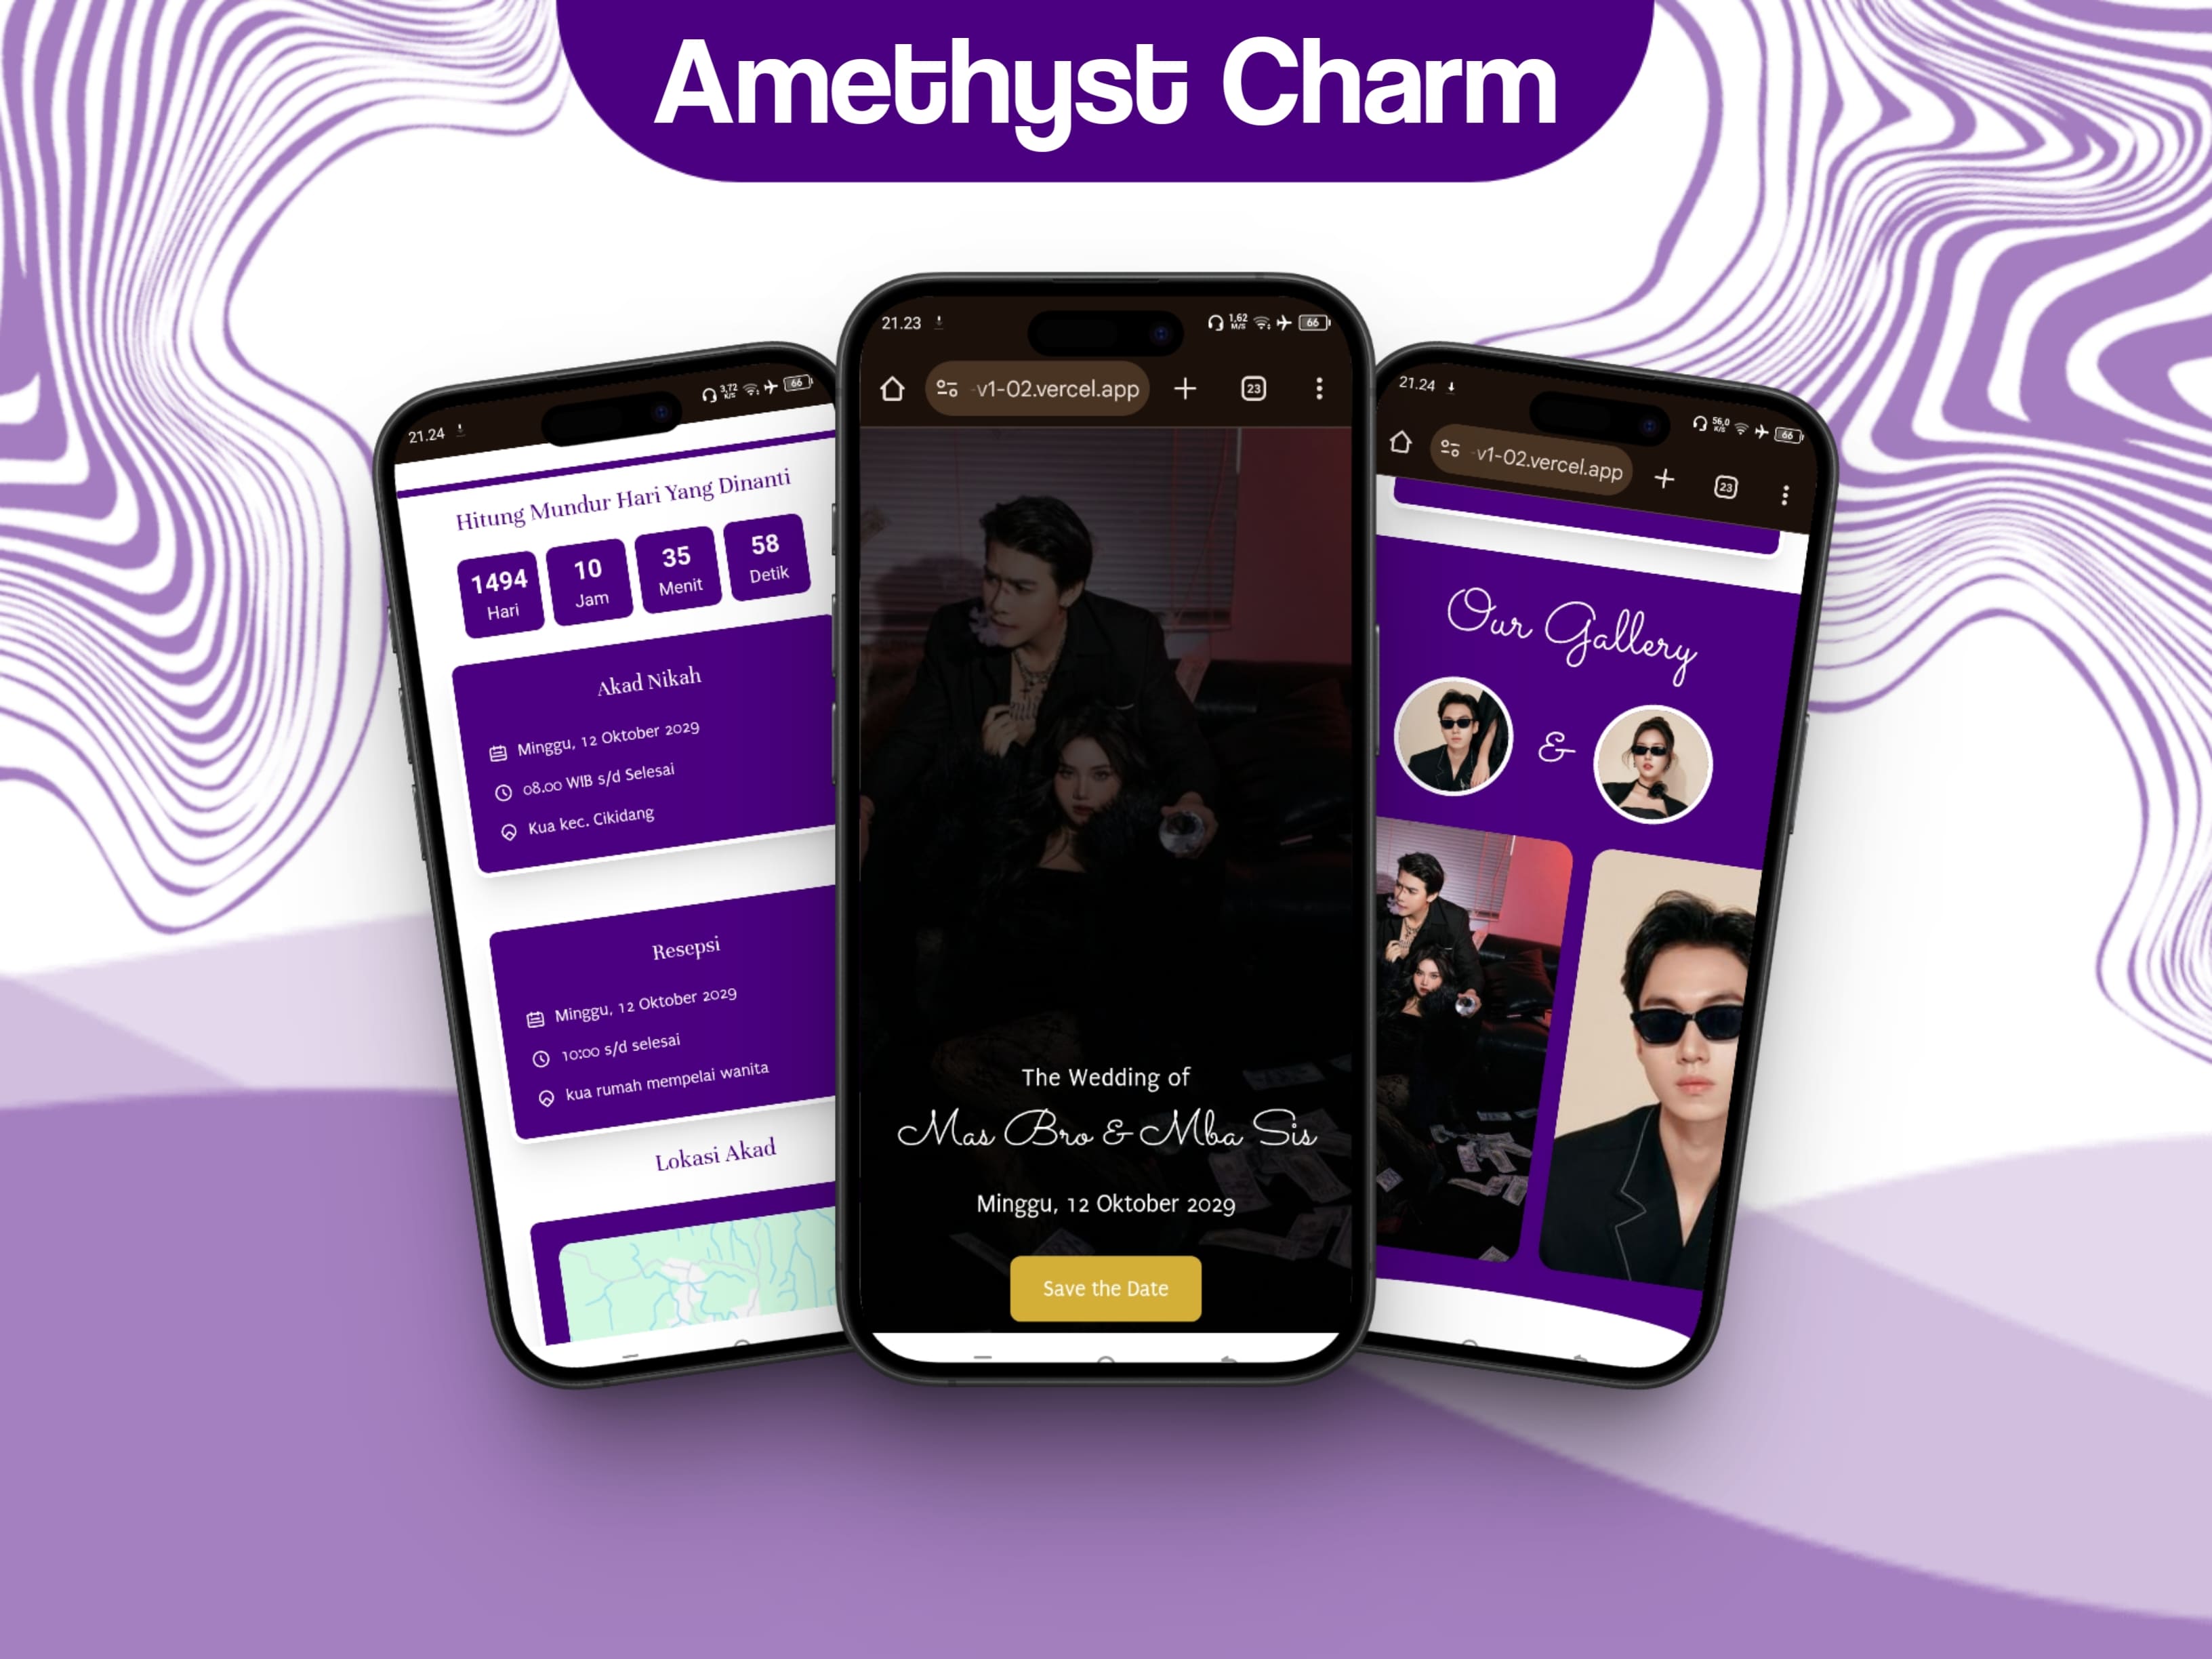 Amethyst Charm
21.24
3,72
K/S
66
Hitung Mundur Hari Yang Dinanti
1494
Hari
10
Jam
35
Menit
58
Detik
Akad Nikah
Minggu, 12 Oktober 2029
08.00 WIB s/d Selesai
Kua kec. Cikidang
Resepsi
Minggu, 12 Oktober 2029
10:00 s/d selesai
kua rumah mempelai wanita
Lokasi Akad
21.23
1,62
M/S
66
-v1-02.vercel.app
23
The Wedding of
Mas Bro & Mba Sis
Minggu, 12 Oktober 2029
Save the Date
21.24
56,0
K/S
66
-v1-02.vercel.app
23
Our Gallery
&